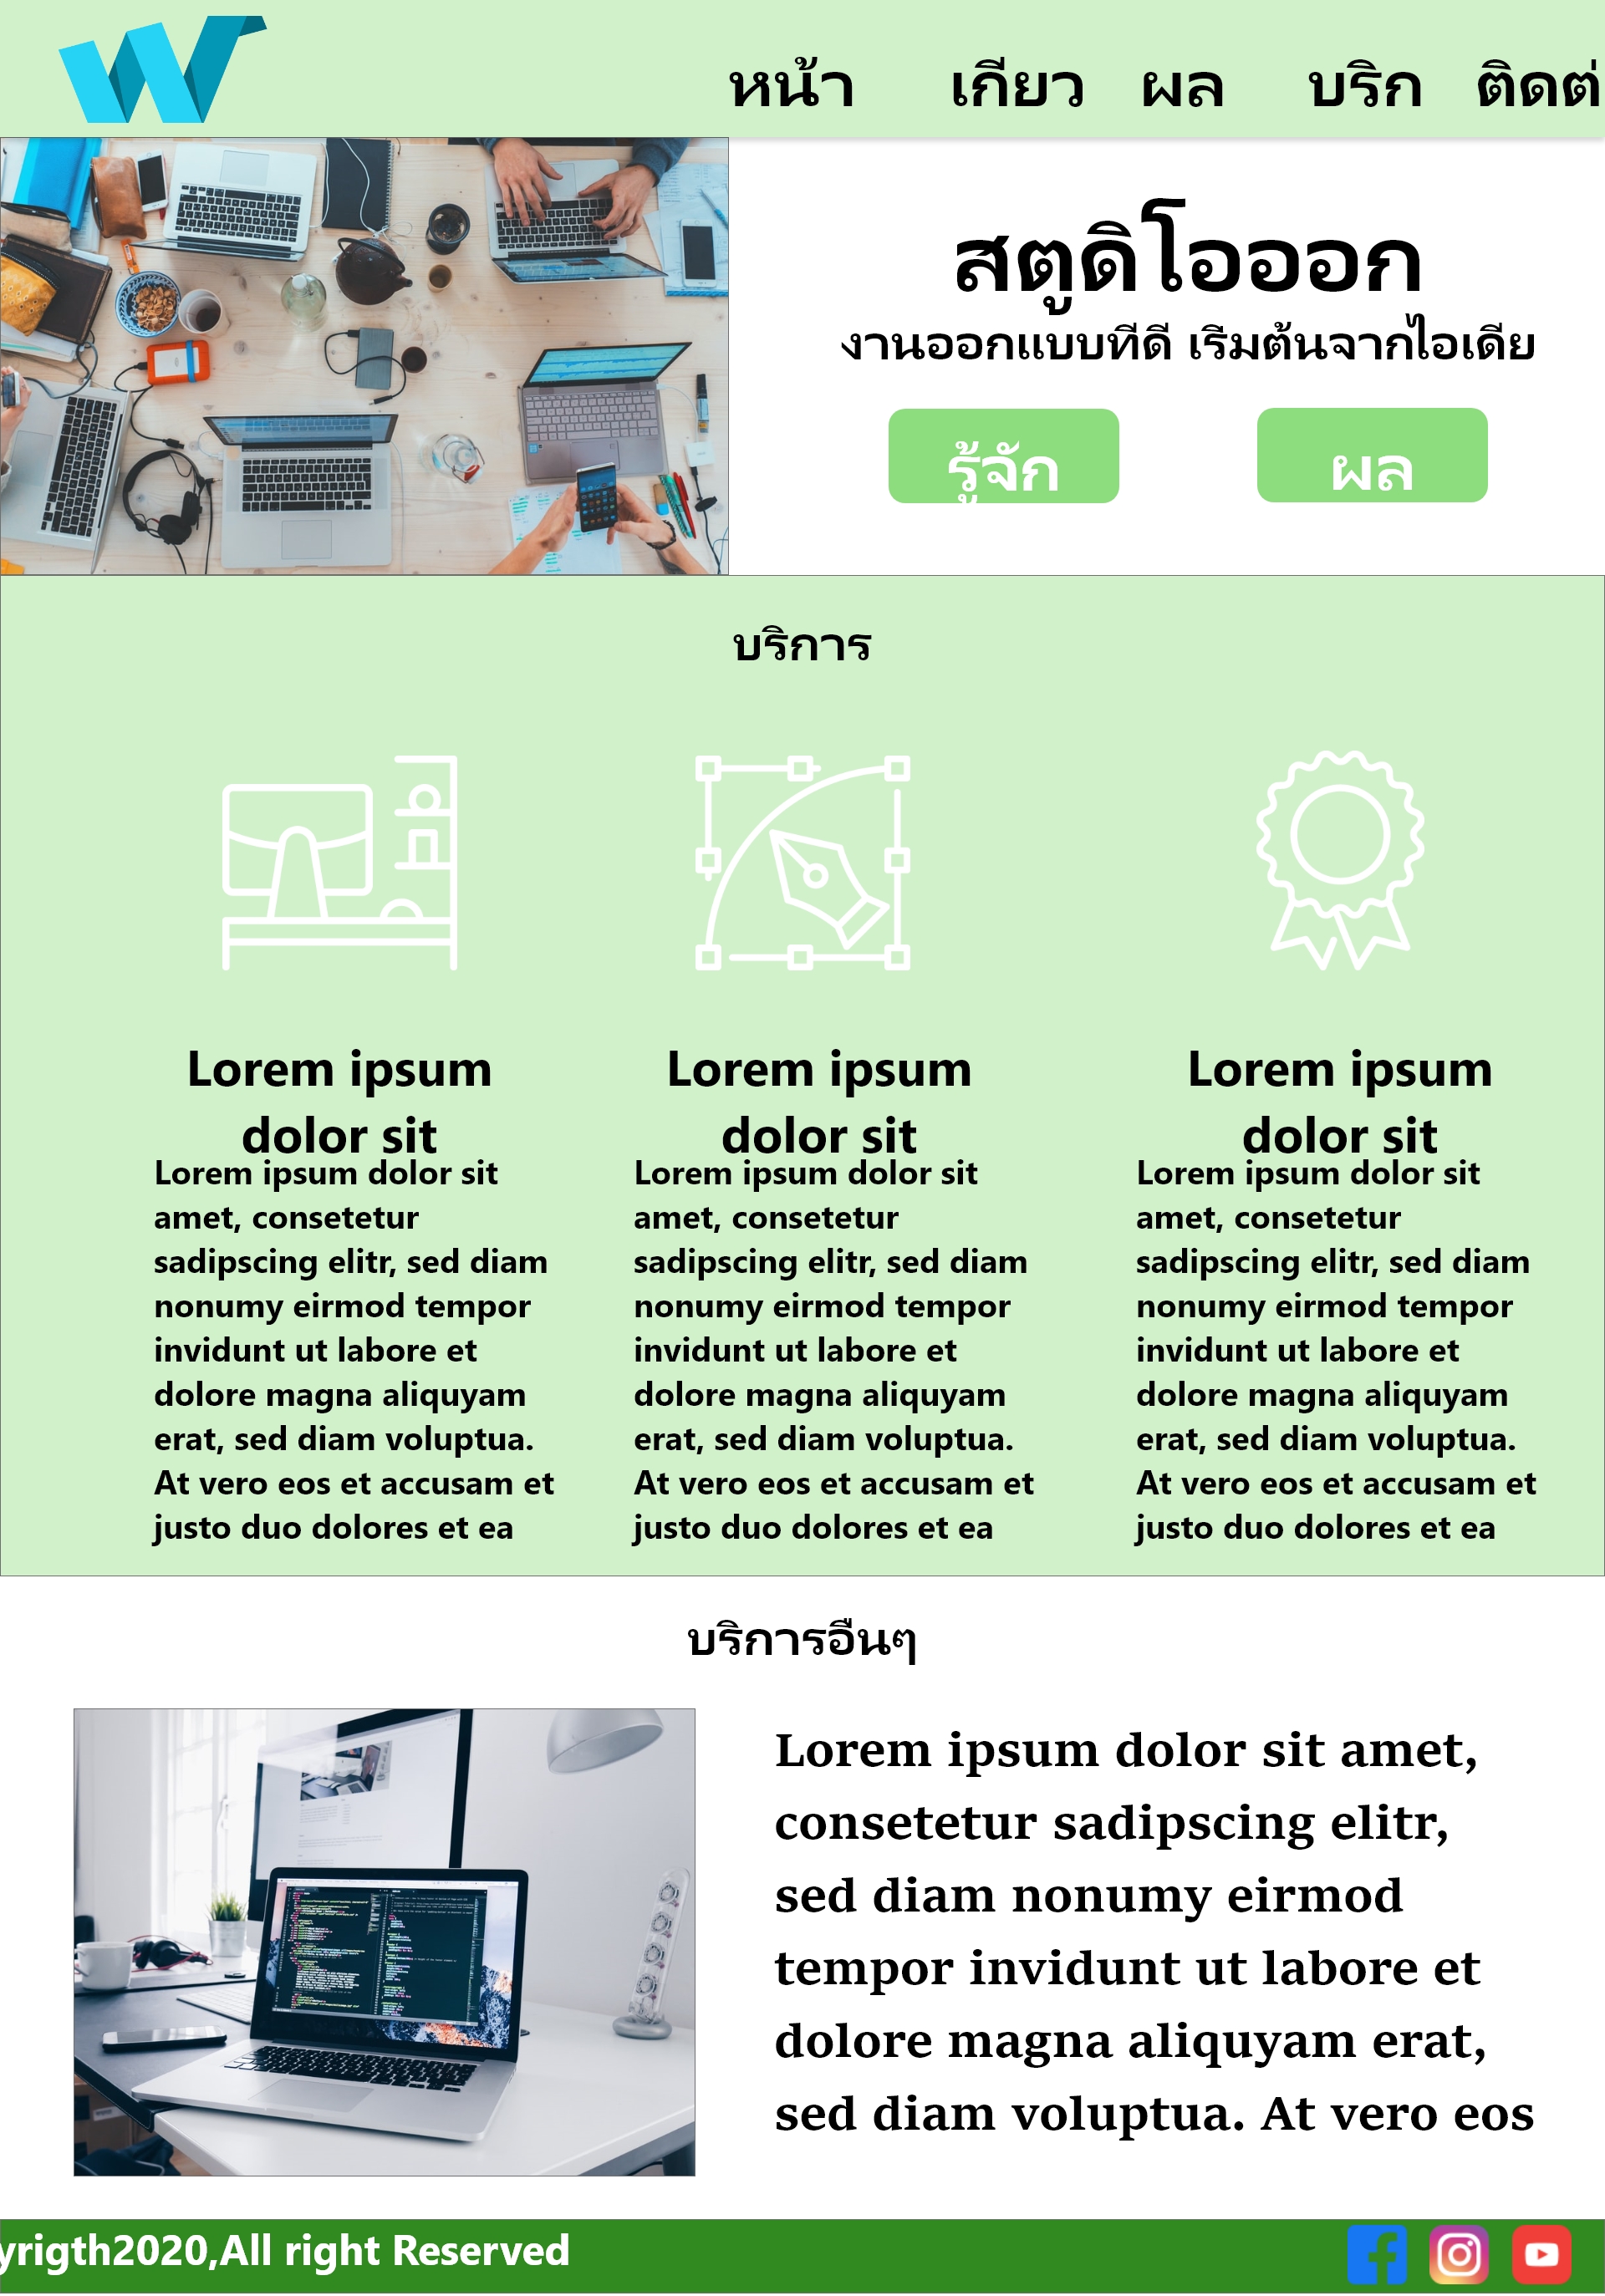 W
หน้า เกียว ผล บริก ติดต่
สตูดิโอออก
งานออกแบบทีดี เริมต้นจากไอเดีย
รู้จัก ผล
บริการ
Lorem ipsum
dolor sit
Lorem ipsum dolor sit
amet, consetetur
sadipscing elitr, sed diam
nonumy eirmod tempor
invidunt ut labore et
dolore magna aliquyam
erat, sed diam voluptua.
At vero eos et accusam et
justo duo dolores et ea
Lorem ipsum
dolor sit
Lorem ipsum dolor sit
amet, consetetur
sadipscing elitr, sed diam
nonumy eirmod tempor
invidunt ut labore et
dolore magna aliquyam
erat, sed diam voluptua.
At vero eos et accusam et
justo duo dolores et ea
Lorem ipsum
dolor sit
Lorem ipsum dolor sit
amet, consetetur
sadipscing elitr, sed diam
nonumy eirmod tempor
invidunt ut labore et
dolore magna aliquyam
erat, sed diam voluptua.
At vero eos et accusam et
justo duo dolores et ea
บริการอืนๆ
Lorem ipsum dolor sit amet,
consetetur sadipscing elitr,
sed diam nonumy eirmod
tempor invidunt ut labore et
dolore magna aliquyam erat,
sed diam voluptua. At vero eos
yrigth2020,All right Reserved